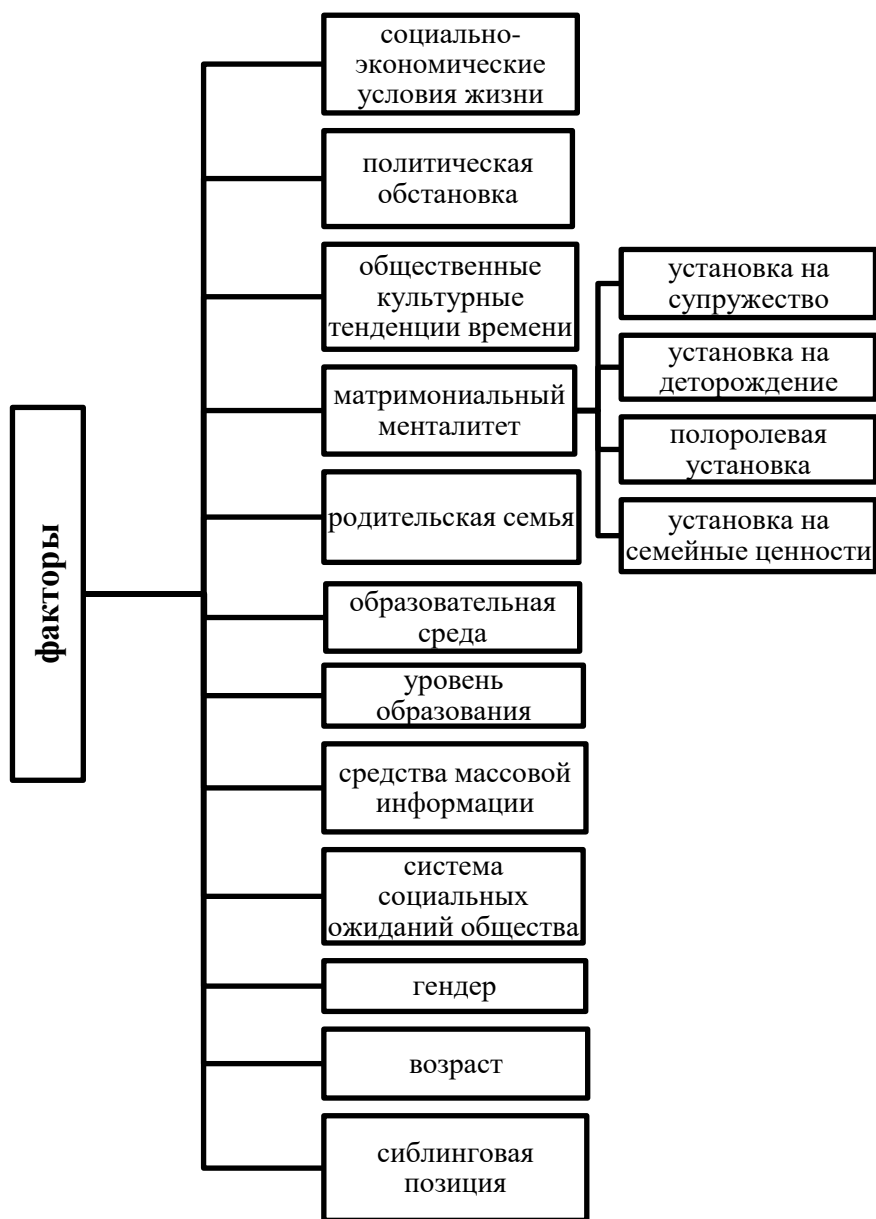 факторы
социально-
экономические
условия жизни
политическая
обстановка
общественные
культурные
тенденции времени
матримониальный
менталитет
установка на
супружество
установка на
деторождение
полоролевая
установка
установка на
семейные ценности
родительская семья
образовательная
среда
уровень
образования
средства массовой
информации
система
социальных
ожиданий общества
гендер
возраст
сиблинговая
позиция